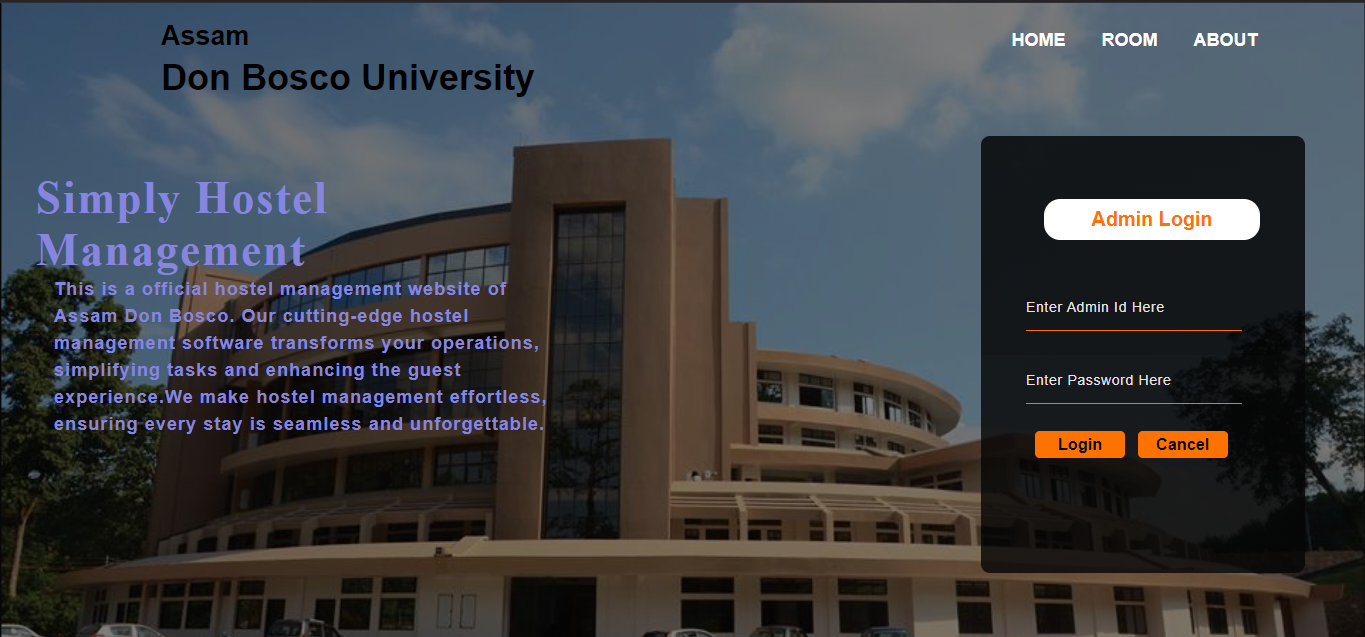 Assam
Don Bosco University
HOME ROOM ABOUT
Simply Hostel
Management
This is a official hostel management website of
Assam Don Bosco. Our cutting-edge hostel
management software transforms your operations,
simplifying tasks and enhancing the guest
experience.We make hostel management effortless,
ensuring every stay is seamless and unforgettable.
Admin Login
Enter Admin Id Here
Enter Password Here
Login Cancel